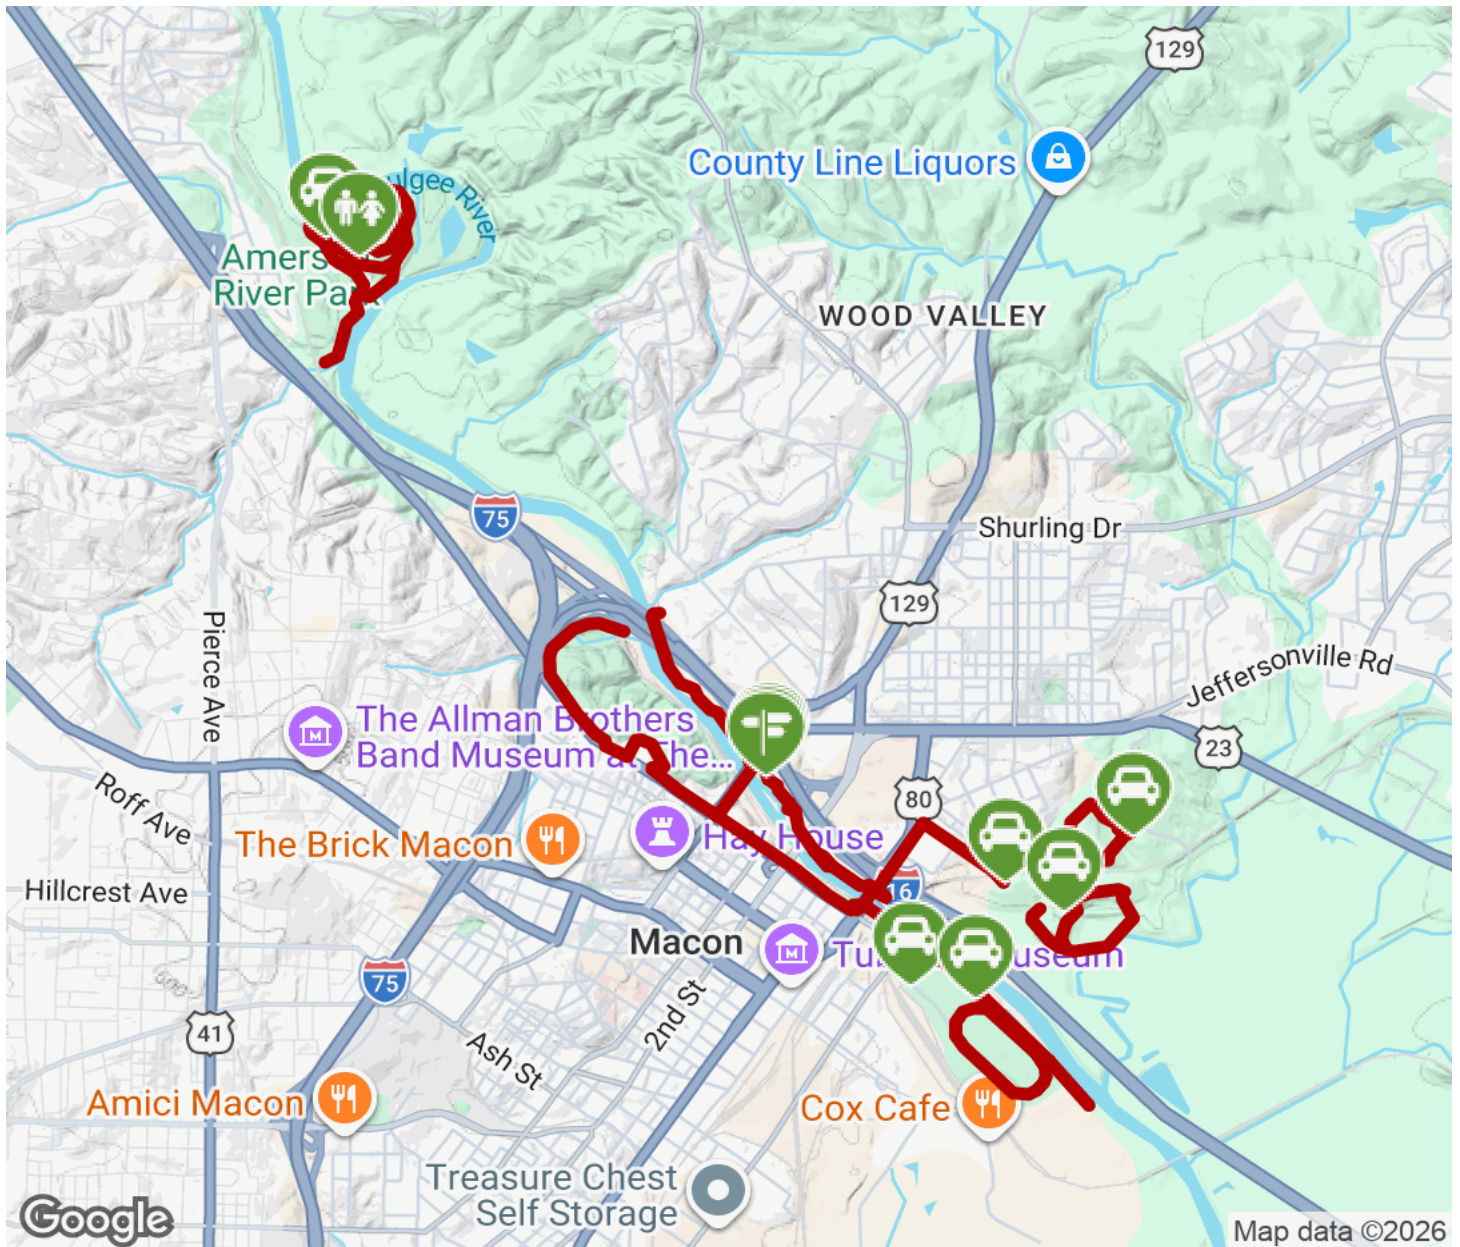 129
County Line Liquors
ulgee River
Amers
River Pa k
WOOD VALLEY
75
Shurling Dr
129
Pierce Ave
Jeffersonville Rd
The Allman Brothers
Band Museum at The...
23
Roff Ave
80
The Brick Macon
Hay House
Hillcrest Ave
16
Macon
Tu useum
75
2nd St
41
Ash St
Amici Macon
Cox Cafe
Treasure Chest
Self Storage
Google
Map data ©2026